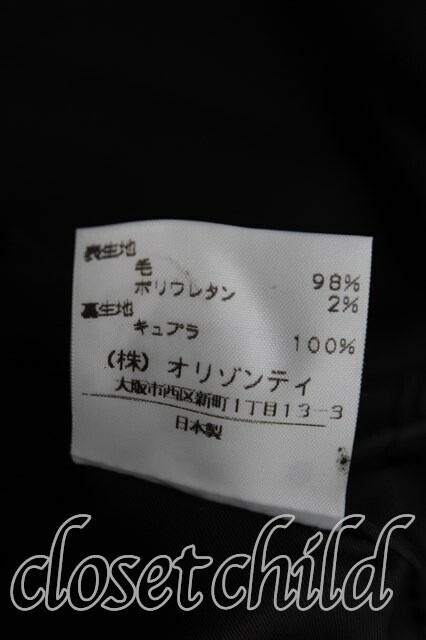 表生地
毛 98%
ポリウレタン 2%
裏生地
キュプラ 100%
(株) オリゾンティ
大阪市西区新町1丁目13-3
日本製
closetchild